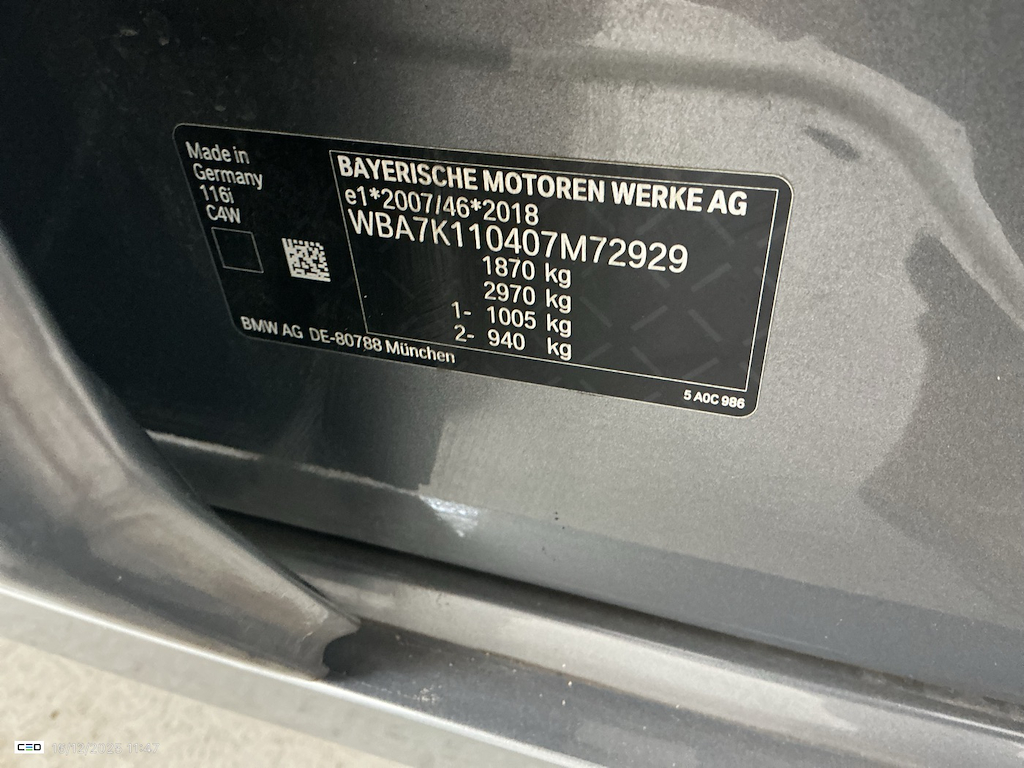 Made in
Germany
116i
C4W
BMW AG DE-80788 München
BAYERISCHE MOTOREN WERKE AG
e1*2007/46*2018
WBA7K110407M72929
1870 kg
2970 kg
1- 1005 kg
2- 940 kg
5 A0C 986
CEO